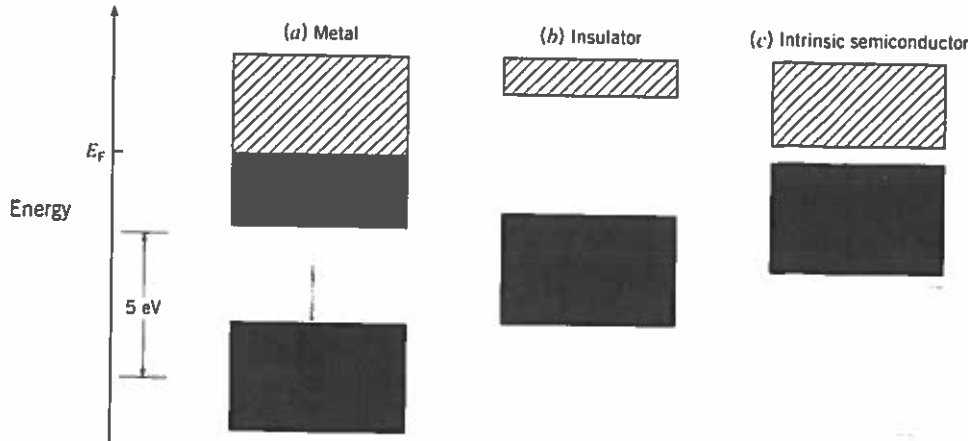 (a) Metal
(b) Insulator
(c) Intrinsic semiconductor
E_F
Energy
5 eV